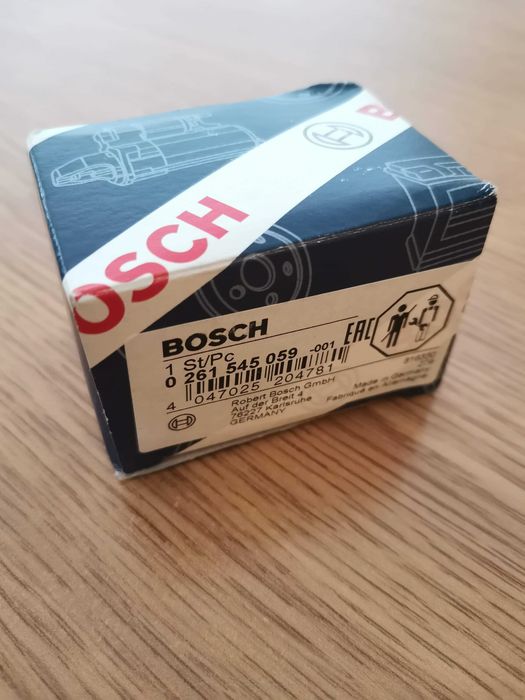 BOSCH
B
BOSCH
1 St/Pc
0 261 545 059 -001
4 047025 204781
EAC
Robert Bosch GmbH
Auf der Breit 4
76227 Karlsruhe
GERMANY
Made in Germany
Fabriqué en Allemagne